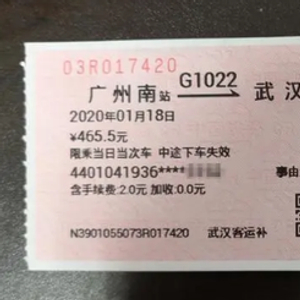 03R017420
广州南站 G1022 武汉
2020年01月18日
¥465.5元
限乘当日当次车 中途下车失效
4401041936****
事由
含手续费:2.0元 加收:0.0元
N3901055073R017420 武汉客运补